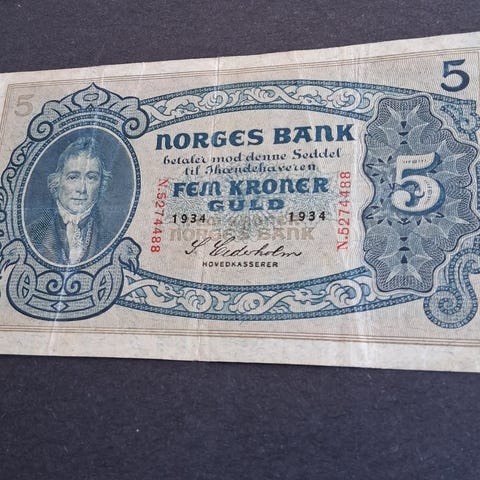 5
5
NORGES BANK
betaler mod denne Seddel
til Ihændehaveren
FEM KRONER
GULD
1934 1934
NORGES BANK
HOVEDKASSERER
N.5274488
N.5274488
5